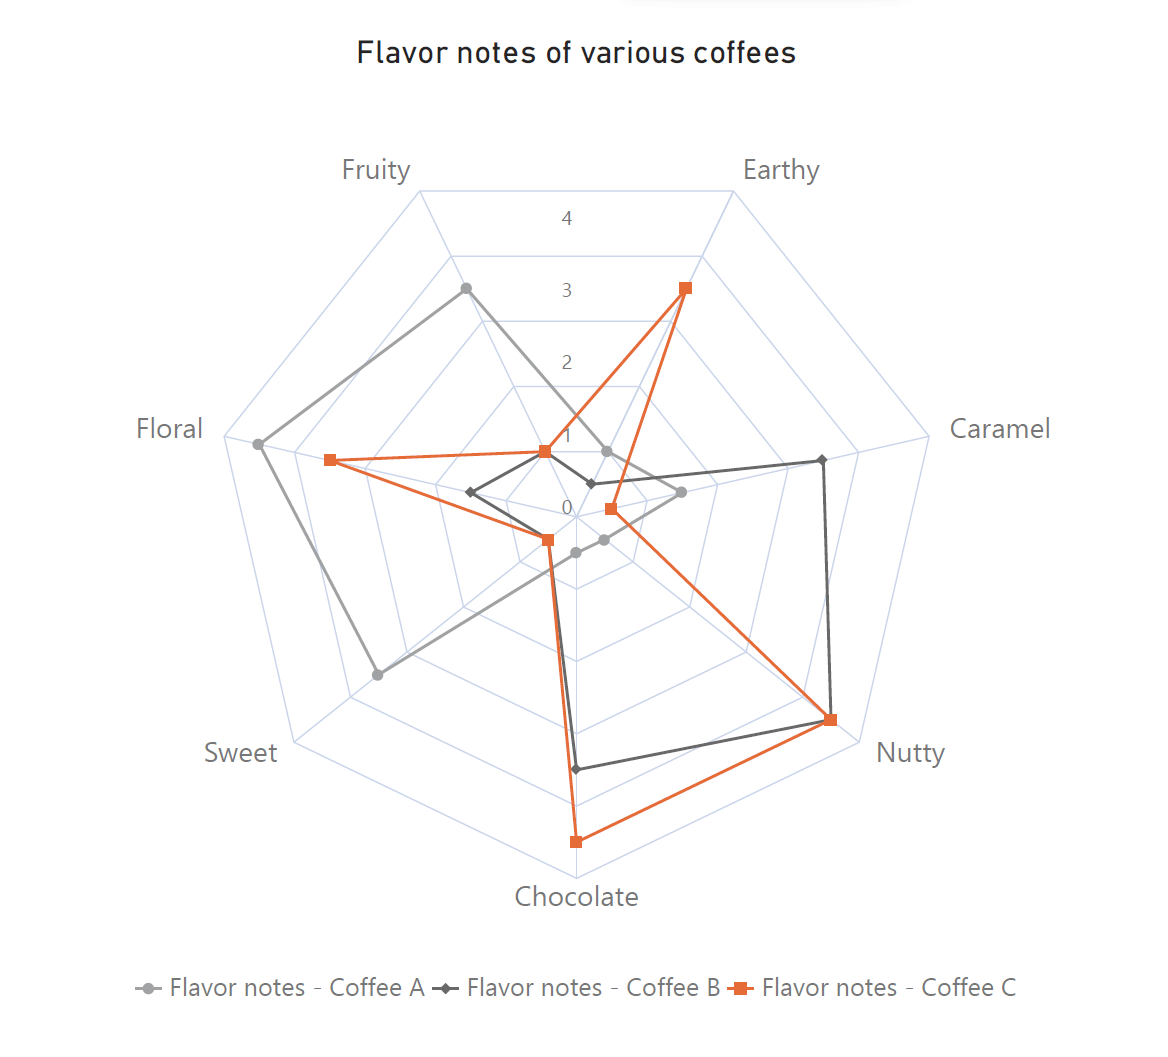 Flavor notes of various coffees
Fruity
Earthy
4
3
2
Floral
1
Caramel
0
Sweet
Nutty
Chocolate
Flavor notes - Coffee A Flavor notes - Coffee B Flavor notes - Coffee C